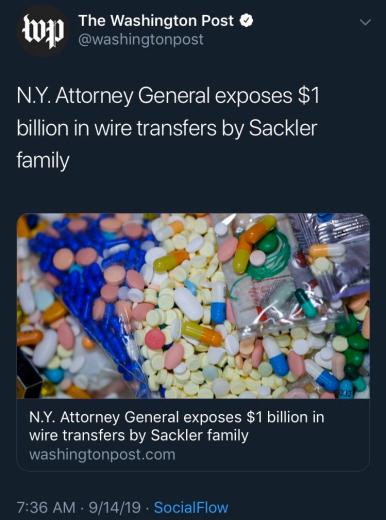 wp
The Washington Post
@washingtonpost
N.Y. Attorney General exposes $1
billion in wire transfers by Sackler
family
N.Y. Attorney General exposes $1 billion in
wire transfers by Sackler family
washingtonpost.com
7:36 AM · 9/14/19 · SocialFlow